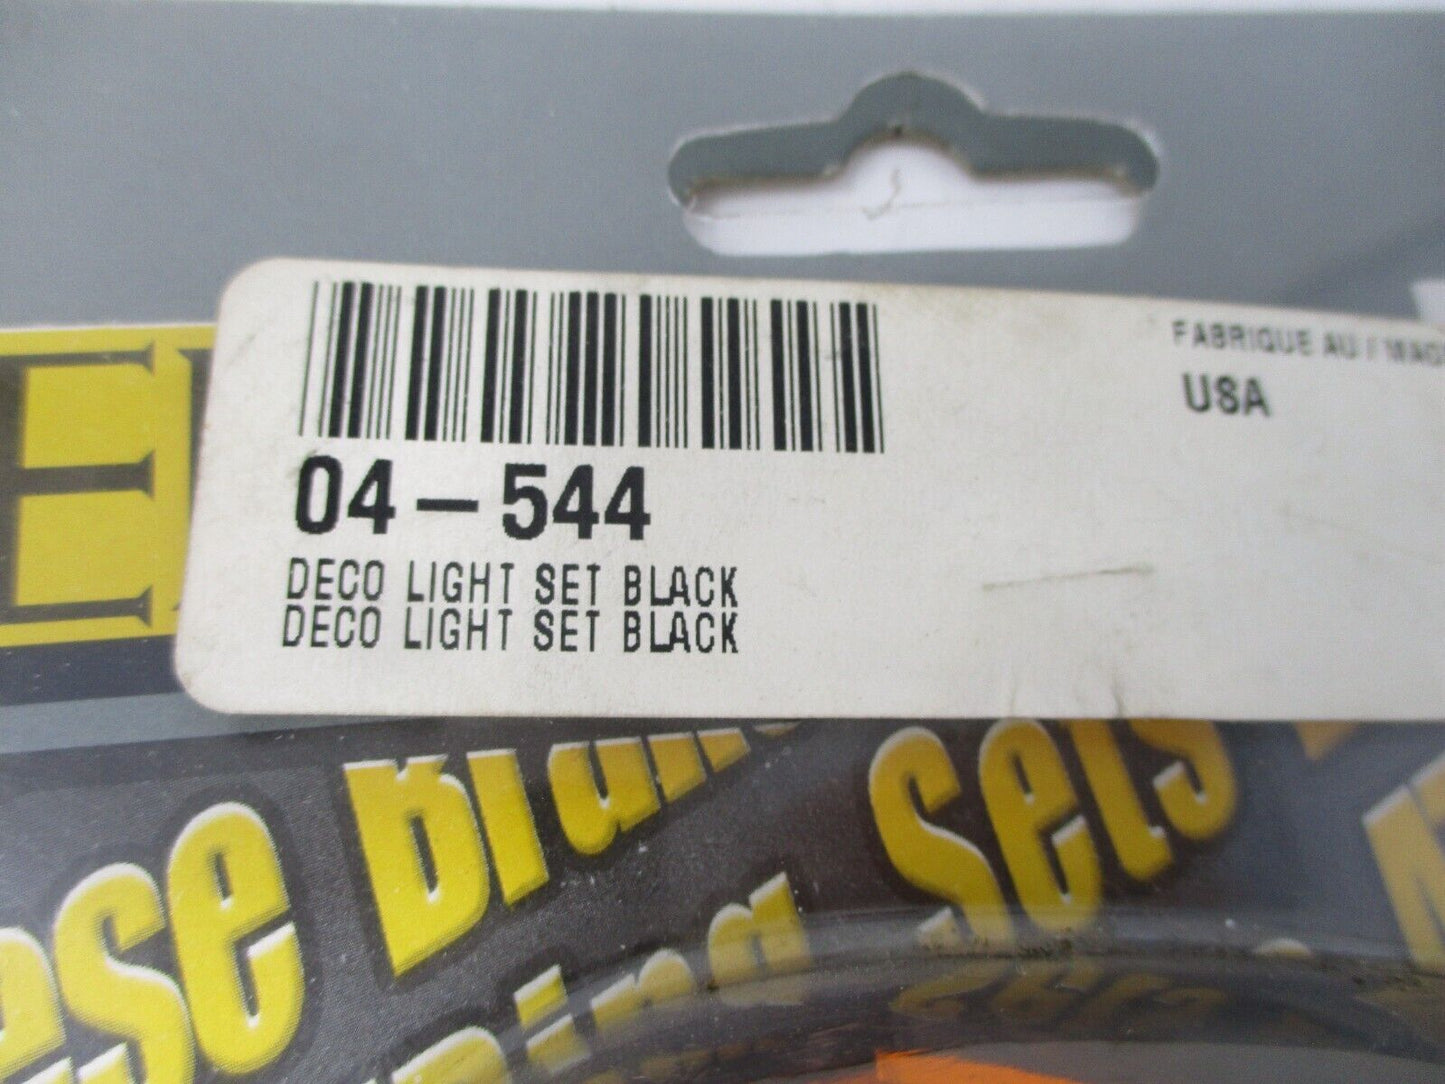 FABRIQUE AU / MADE
USA
04-544
DECO LIGHT SET BLACK
DECO LIGHT SET BLACK
Sets